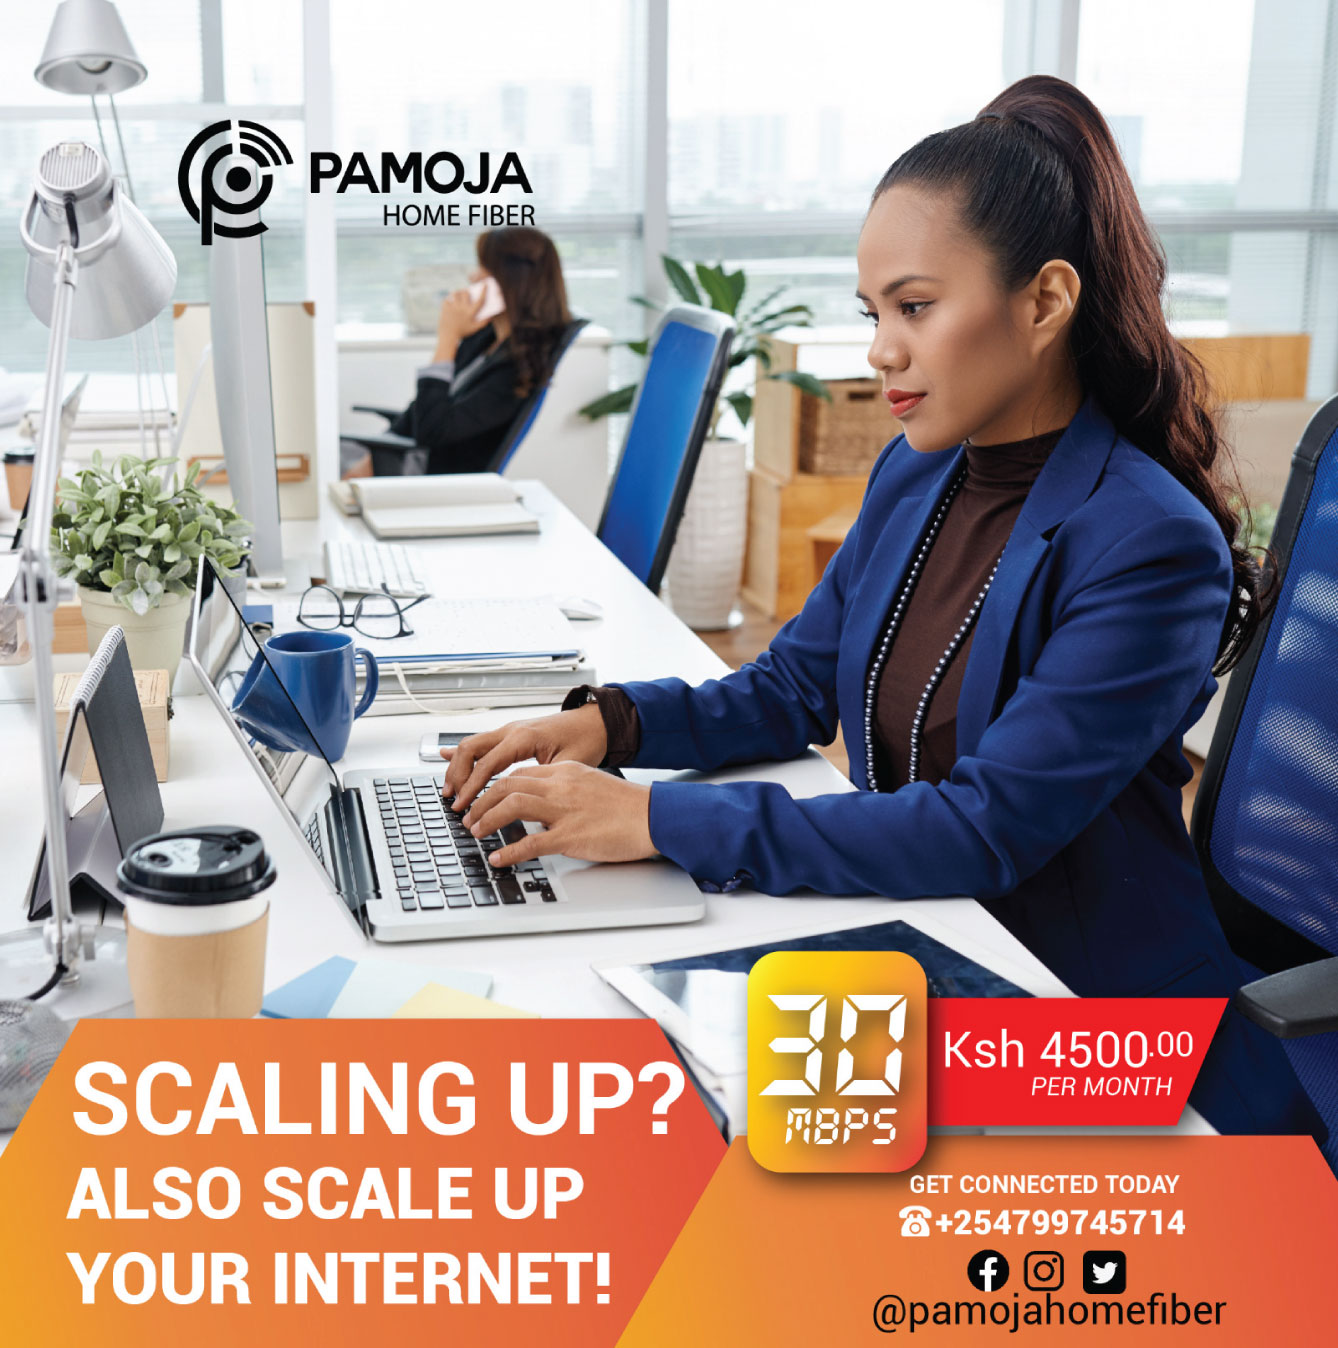 PAMOJA
HOME FIBER
SCALING UP?
ALSO SCALE UP
YOUR INTERNET!
30
MBPS
Ksh 4500.00
PER MONTH
GET CONNECTED TODAY
☎+254799745714
@pamojahomefiber